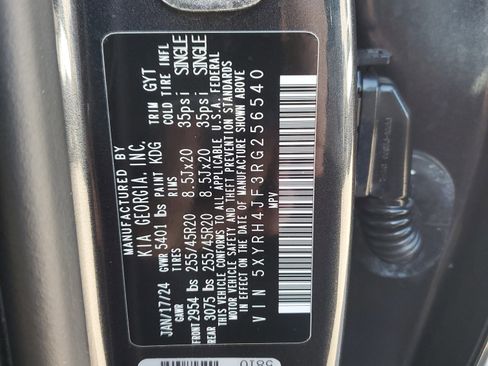 MANUFACTURED BY
KIA GEORGIA, INC.
JAN/17/24 GVWR 5401 lbs PAINT KDG TRIM GYT
GAWR RIMS COLD TIRE INFL
FRONT 2954 lbs 255/45R20 8.5Jx20 35psi SINGLE
REAR 3075 lbs 255/45R20 8.5Jx20 35psi SINGLE
THIS VEHICLE CONFORMS TO ALL APPLICABLE U.S.A. FEDERAL
MOTOR VEHICLE SAFETY AND THEFT PREVENTION STANDARDS
IN EFFECT ON THE DATE OF MANUFACTURE SHOWN ABOVE.
VIN 5XYRH4JF3RG256540
MPV
5810